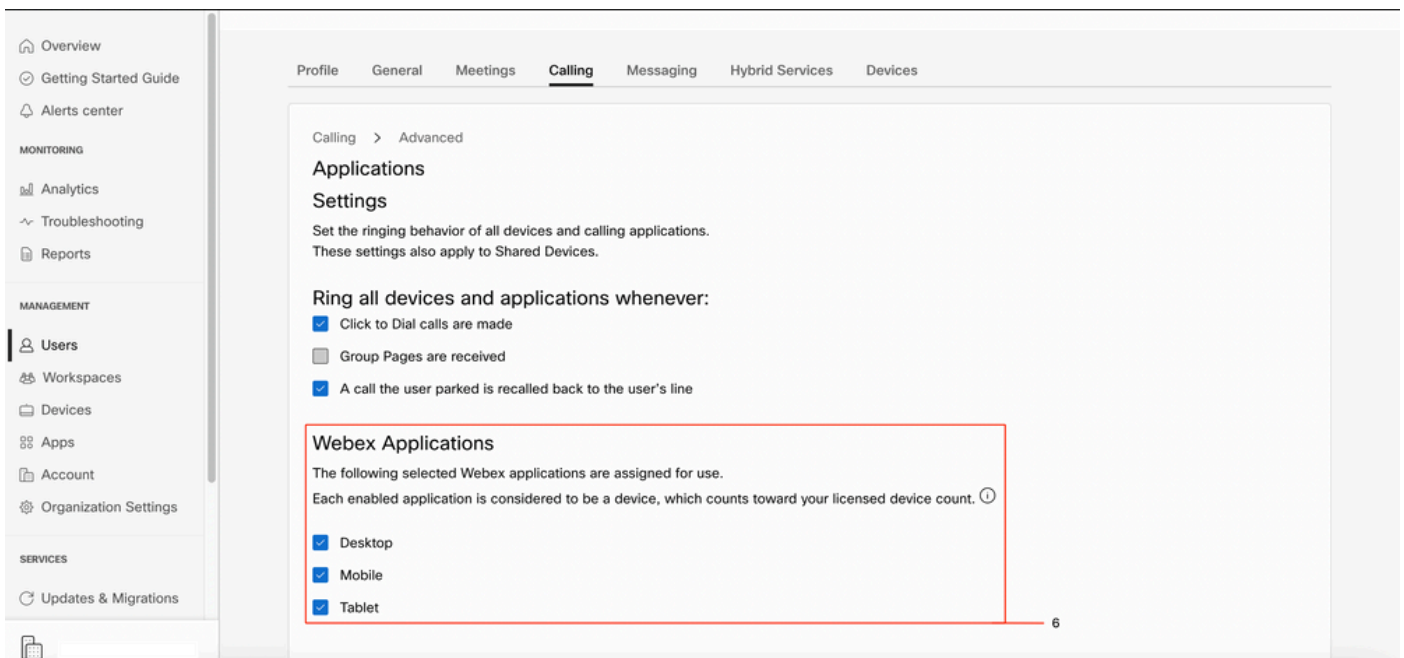 Overview
Getting Started Guide
Alerts center
MONITORING
Analytics
Troubleshooting
Reports
MANAGEMENT
Users
Workspaces
Devices
Apps
Account
Organization Settings
SERVICES
Updates & Migrations
Profile General Meetings Calling Messaging Hybrid Services Devices
Calling > Advanced
Applications
Settings
Set the ringing behavior of all devices and calling applications.
These settings also apply to Shared Devices.
Ring all devices and applications whenever:
Click to Dial calls are made
Group Pages are received
A call the user parked is recalled back to the user's line
Webex Applications
The following selected Webex applications are assigned for use.
Each enabled application is considered to be a device, which counts toward your licensed device count.
Desktop
Mobile
Tablet
6